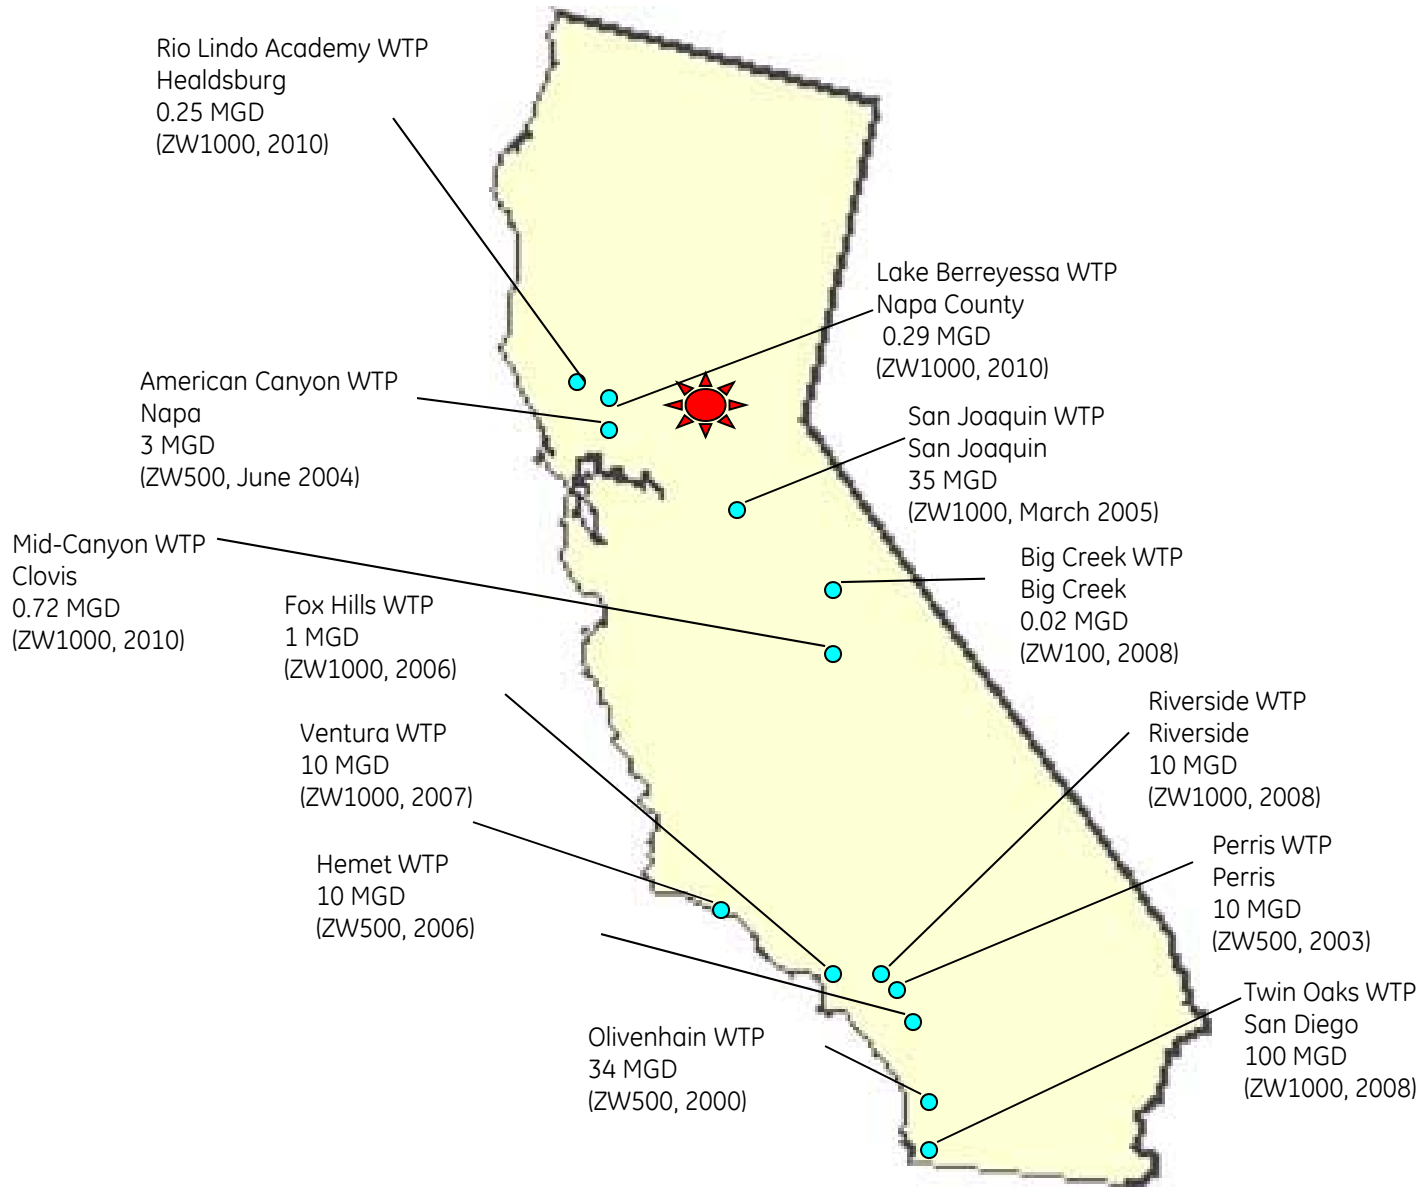 Rio Lindo Academy WTP
Healdsburg
0.25 MGD
(ZW1000, 2010)
Lake Berreyessa WTP
Napa County
0.29 MGD
(ZW1000, 2010)
American Canyon WTP
Napa
3 MGD
(ZW500, June 2004)
San Joaquin WTP
San Joaquin
35 MGD
(ZW1000, March 2005)
Mid-Canyon WTP
Clovis
0.72 MGD
(ZW1000, 2010)
Big Creek WTP
Big Creek
0.02 MGD
(ZW100, 2008)
Fox Hills WTP
1 MGD
(ZW1000, 2006)
Riverside WTP
Riverside
10 MGD
(ZW1000, 2008)
Ventura WTP
10 MGD
(ZW1000, 2007)
Perris WTP
Perris
10 MGD
(ZW500, 2003)
Hemet WTP
10 MGD
(ZW500, 2006)
Twin Oaks WTP
San Diego
100 MGD
(ZW1000, 2008)
Olivenhain WTP
34 MGD
(ZW500, 2000)